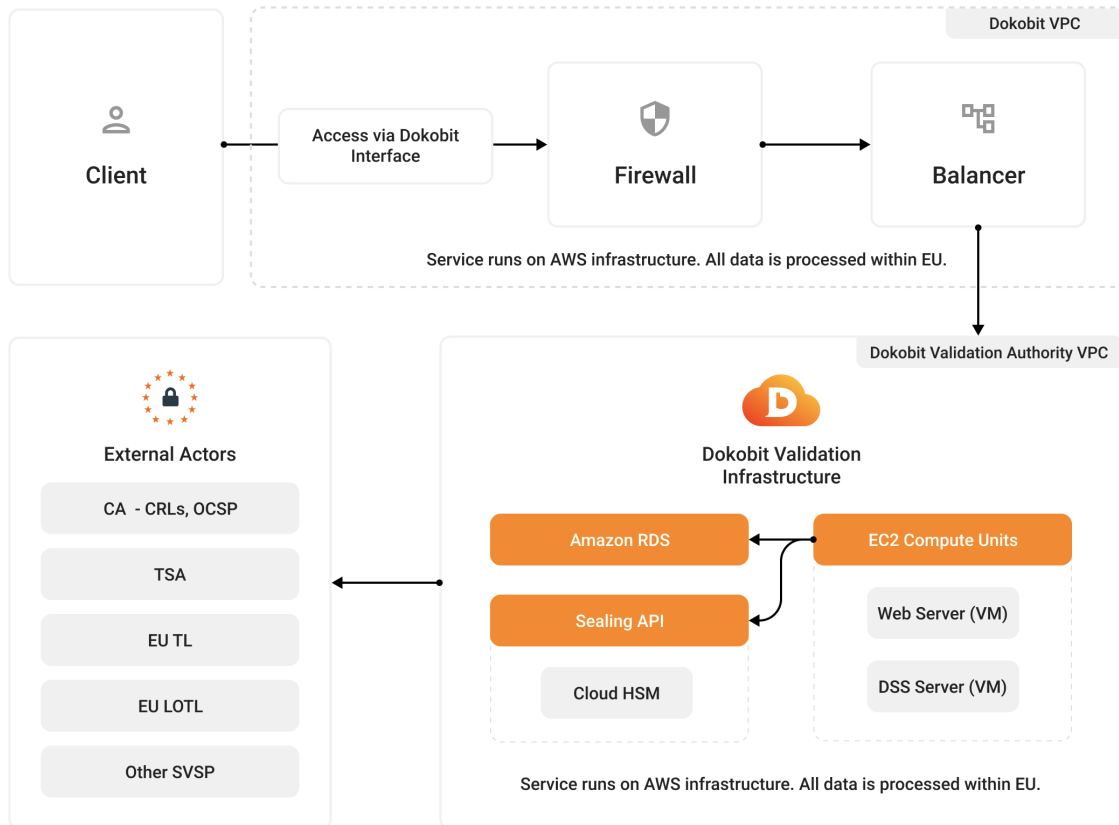 Dokobit VPC
Client
Access via Dokobit
Interface
Firewall
Balancer
Service runs on AWS infrastructure. All data is processed within EU.
External Actors
CA - CRLs, OCSP
TSA
EU TL
EU LOTL
Other SVSP
Dokobit Validation Authority VPC
Dokobit Validation
Infrastructure
Amazon RDS
EC2 Compute Units
Sealing API
Web Server (VM)
Cloud HSM
DSS Server (VM)
Service runs on AWS infrastructure. All data is processed within EU.